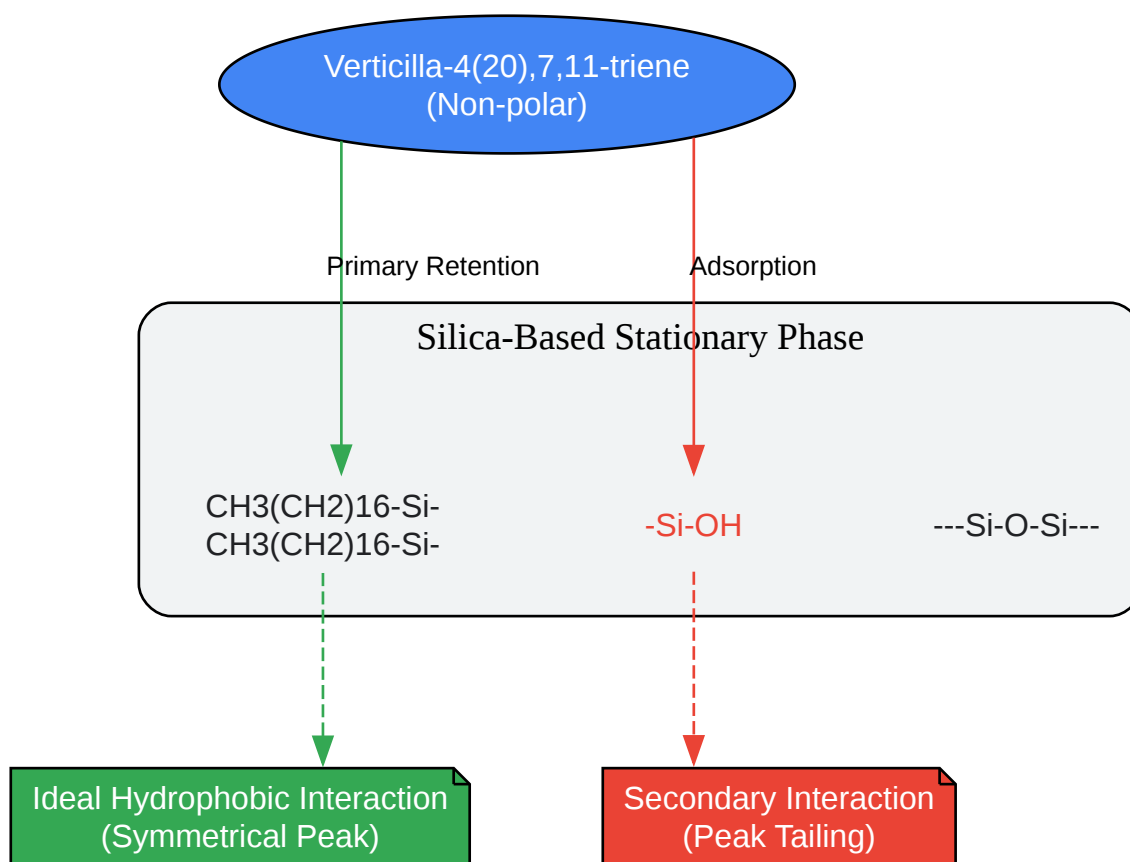 Verticilla-4(20),7,11-triene
(Non-polar)
Primary Retention
Adsorption
Silica-Based Stationary Phase
CH3(CH2)16-Si-
CH3(CH2)16-Si-
-Si-OH
---Si-O-Si---
Ideal Hydrophobic Interaction
(Symmetrical Peak)
Secondary Interaction
(Peak Tailing)